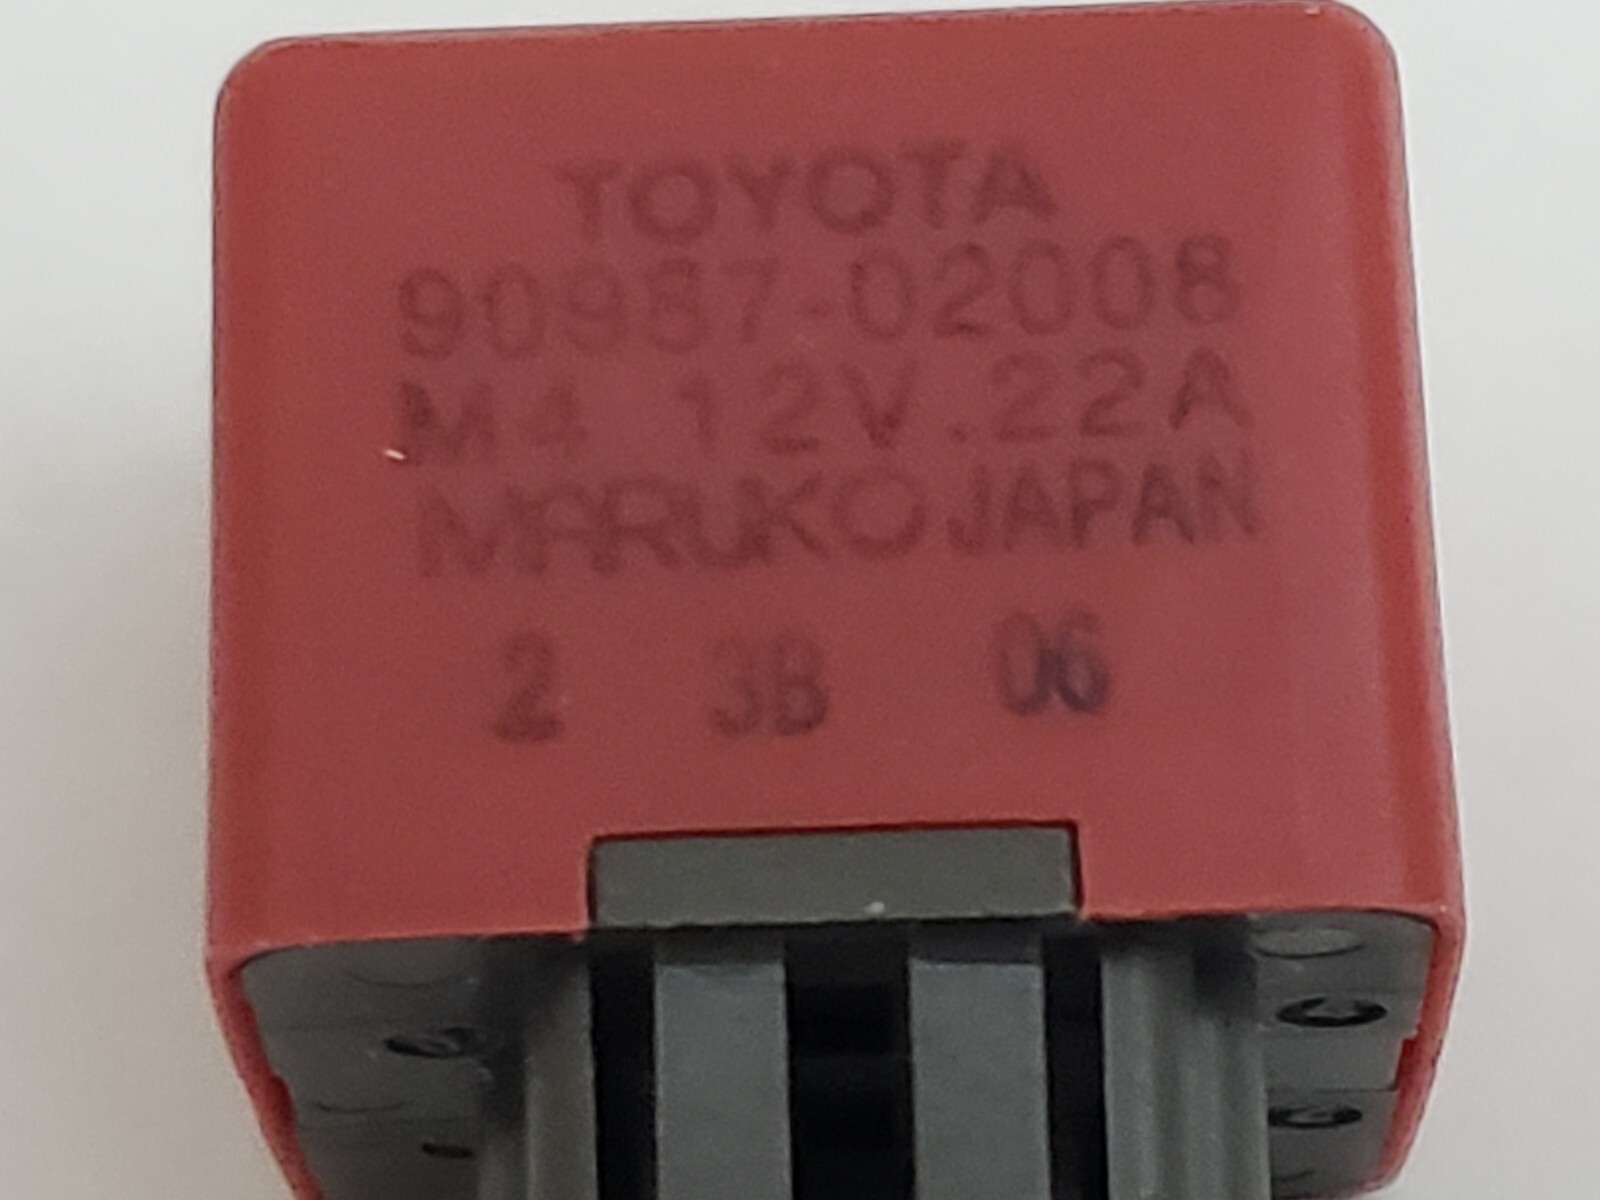 TOYOTA
90987-02008
M4 12V.22A
MARUKO JAPAN
2 3B 06